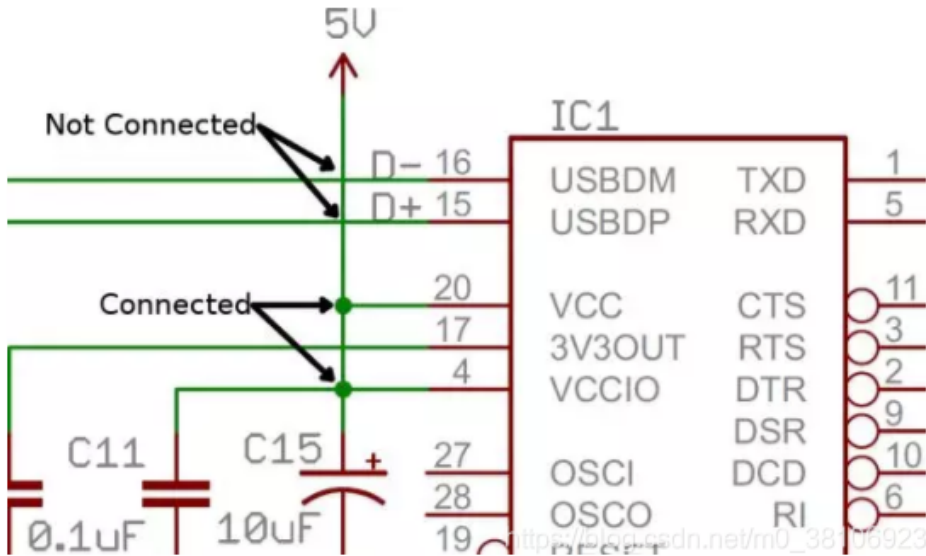 5V
Not Connected
IC1
D- 16 USBDM TXD 1
D+ 15 USBDP RXD 5
Connected
20 VCC CTS 11
17 3V3OUT RTS 3
4 VCCIO DTR 2
DSR 9
C11 C15 + 27 OSCI DCD 10
0.1uF 10uF 28 OSCO RI 6
19 RESET
https://blog.csdn.net/m0_38106923